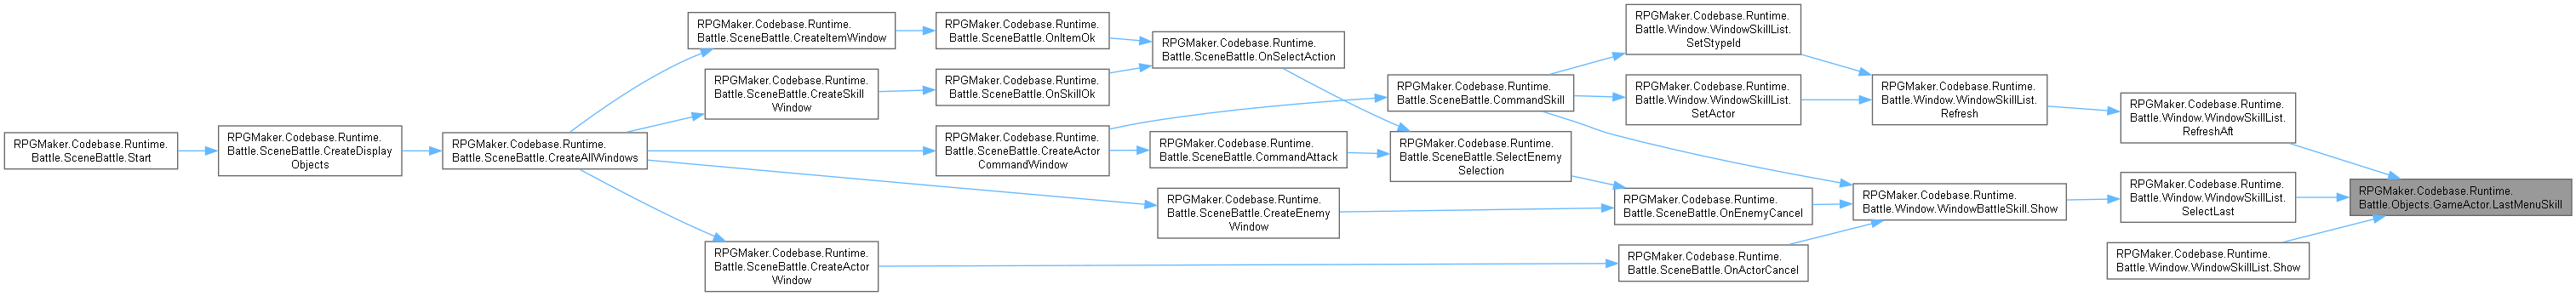 RPGMaker.Codebase.Runtime.
Battle.SceneBattle.Start
RPGMaker.Codebase.Runtime.
Battle.SceneBattle.CreateDisplay
Objects
RPGMaker.Codebase.Runtime.
Battle.SceneBattle.CreateAllWindows
RPGMaker.Codebase.Runtime.
Battle.SceneBattle.CreateItemWindow
RPGMaker.Codebase.Runtime.
Battle.SceneBattle.CreateSkill
Window
RPGMaker.Codebase.Runtime.
Battle.SceneBattle.CreateActor
Window
RPGMaker.Codebase.Runtime.
Battle.SceneBattle.OnItemOk
RPGMaker.Codebase.Runtime.
Battle.SceneBattle.OnSkillOk
RPGMaker.Codebase.Runtime.
Battle.SceneBattle.CreateActor
CommandWindow
RPGMaker.Codebase.Runtime.
Battle.SceneBattle.OnSelectAction
RPGMaker.Codebase.Runtime.
Battle.SceneBattle.CommandAttack
RPGMaker.Codebase.Runtime.
Battle.SceneBattle.CreateEnemy
Window
RPGMaker.Codebase.Runtime.
Battle.SceneBattle.CommandSkill
RPGMaker.Codebase.Runtime.
Battle.SceneBattle.SelectEnemy
Selection
RPGMaker.Codebase.Runtime.
Battle.Window.WindowSkillList.
SetStypeId
RPGMaker.Codebase.Runtime.
Battle.Window.WindowSkillList.
SetActor
RPGMaker.Codebase.Runtime.
Battle.SceneBattle.OnEnemyCancel
RPGMaker.Codebase.Runtime.
Battle.SceneBattle.OnActorCancel
RPGMaker.Codebase.Runtime.
Battle.Window.WindowSkillList.
Refresh
RPGMaker.Codebase.Runtime.
Battle.Window.WindowBattleSkill.Show
RPGMaker.Codebase.Runtime.
Battle.Window.WindowSkillList.
RefreshAft
RPGMaker.Codebase.Runtime.
Battle.Window.WindowSkillList.
SelectLast
RPGMaker.Codebase.Runtime.
Battle.Window.WindowSkillList.Show
RPGMaker.Codebase.Runtime.
Battle.Objects.GameActor.LastMenuSkill